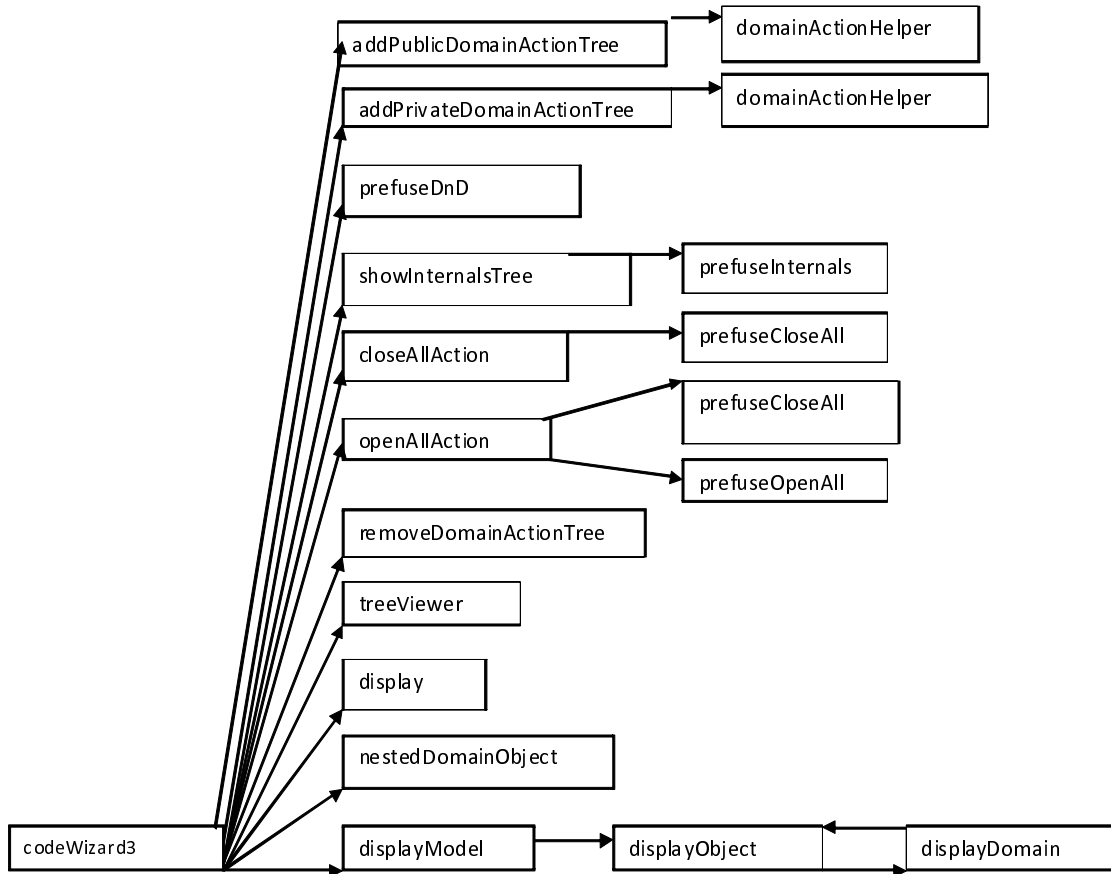 addPublicDomainActionTree
domainActionHelper
addPrivateDomainActionTree
domainActionHelper
prefuseDnD
showInternalsTree
prefuseInternals
closeAllAction
prefuseCloseAll
openAllAction
prefuseCloseAll
prefuseOpenAll
removeDomainActionTree
treeViewer
display
nestedDomainObject
codeWizard3
displayModel
displayObject
displayDomain